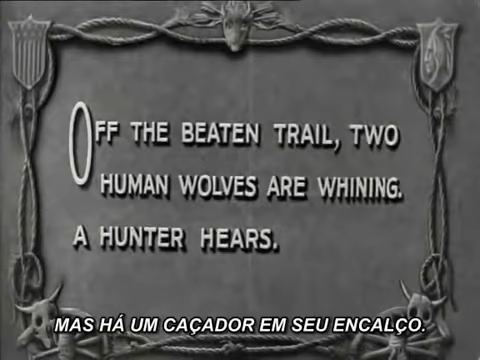 OFF THE BEATEN TRAIL, TWO
HUMAN WOLVES ARE WHINING.
A HUNTER HEARS.
MAS HÁ UM CAÇADOR EM SEU ENCALÇO.